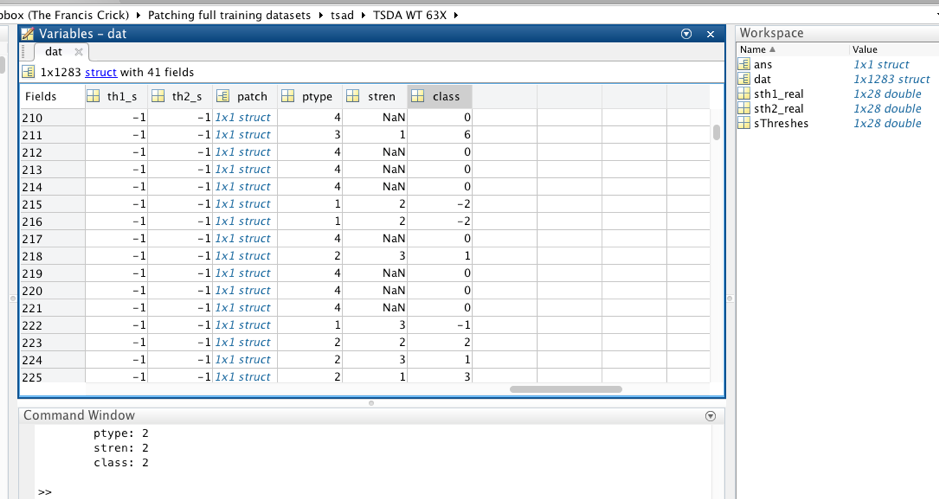 pbox (The Francis Crick) ▸ Patching full training datasets ▸ tsad ▸ TSDA WT 63X ▸
Variables – dat
dat
1x1283 struct with 41 fields
Fields th1_s th2_s patch ptype stren class
210 −1 −1 1x1 struct 4 NaN 0
211 −1 −1 1x1 struct 3 1 6
212 −1 −1 1x1 struct 4 NaN 0
213 −1 −1 1x1 struct 4 NaN 0
214 −1 −1 1x1 struct 4 NaN 0
215 −1 −1 1x1 struct 1 2 −2
216 −1 −1 1x1 struct 1 2 −2
217 −1 −1 1x1 struct 4 NaN 0
218 −1 −1 1x1 struct 2 3 1
219 −1 −1 1x1 struct 4 NaN 0
220 −1 −1 1x1 struct 4 NaN 0
221 −1 −1 1x1 struct 4 NaN 0
222 −1 −1 1x1 struct 1 3 −1
223 −1 −1 1x1 struct 2 2 2
224 −1 −1 1x1 struct 2 3 1
225 −1 −1 1x1 struct 2 1 3
Command Window
ptype: 2
stren: 2
class: 2
>>
Workspace
Name Value
ans 1x1 struct
dat 1x1283 struct
sth1_real 1x28 double
sth2_real 1x28 double
sThreshes 1x28 double